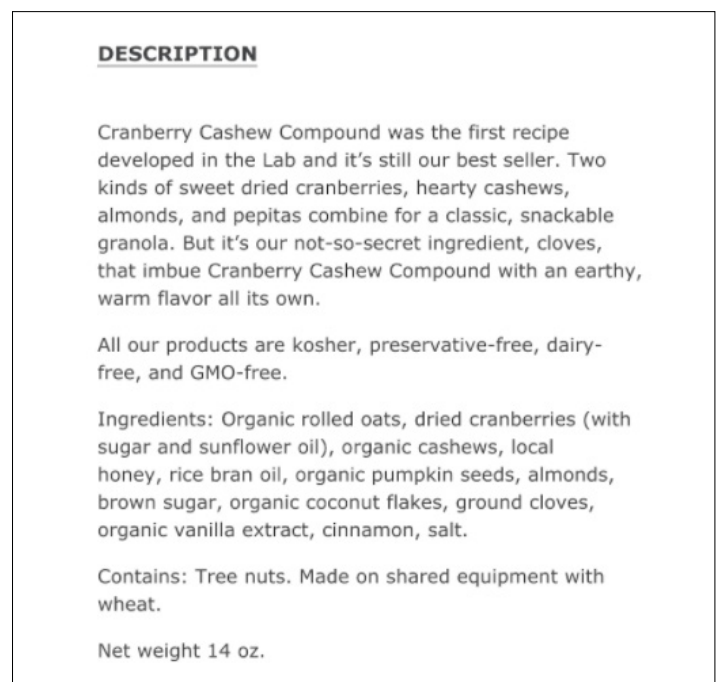 DESCRIPTION
Cranberry Cashew Compound was the first recipe
developed in the Lab and it’s still our best seller. Two
kinds of sweet dried cranberries, hearty cashews,
almonds, and pepitas combine for a classic, snackable
granola. But it’s our not-so-secret ingredient, cloves,
that imbue Cranberry Cashew Compound with an earthy,
warm flavor all its own.
All our products are kosher, preservative-free, dairy-
free, and GMO-free.
Ingredients: Organic rolled oats, dried cranberries (with
sugar and sunflower oil), organic cashews, local
honey, rice bran oil, organic pumpkin seeds, almonds,
brown sugar, organic coconut flakes, ground cloves,
organic vanilla extract, cinnamon, salt.
Contains: Tree nuts. Made on shared equipment with
wheat.
Net weight 14 oz.